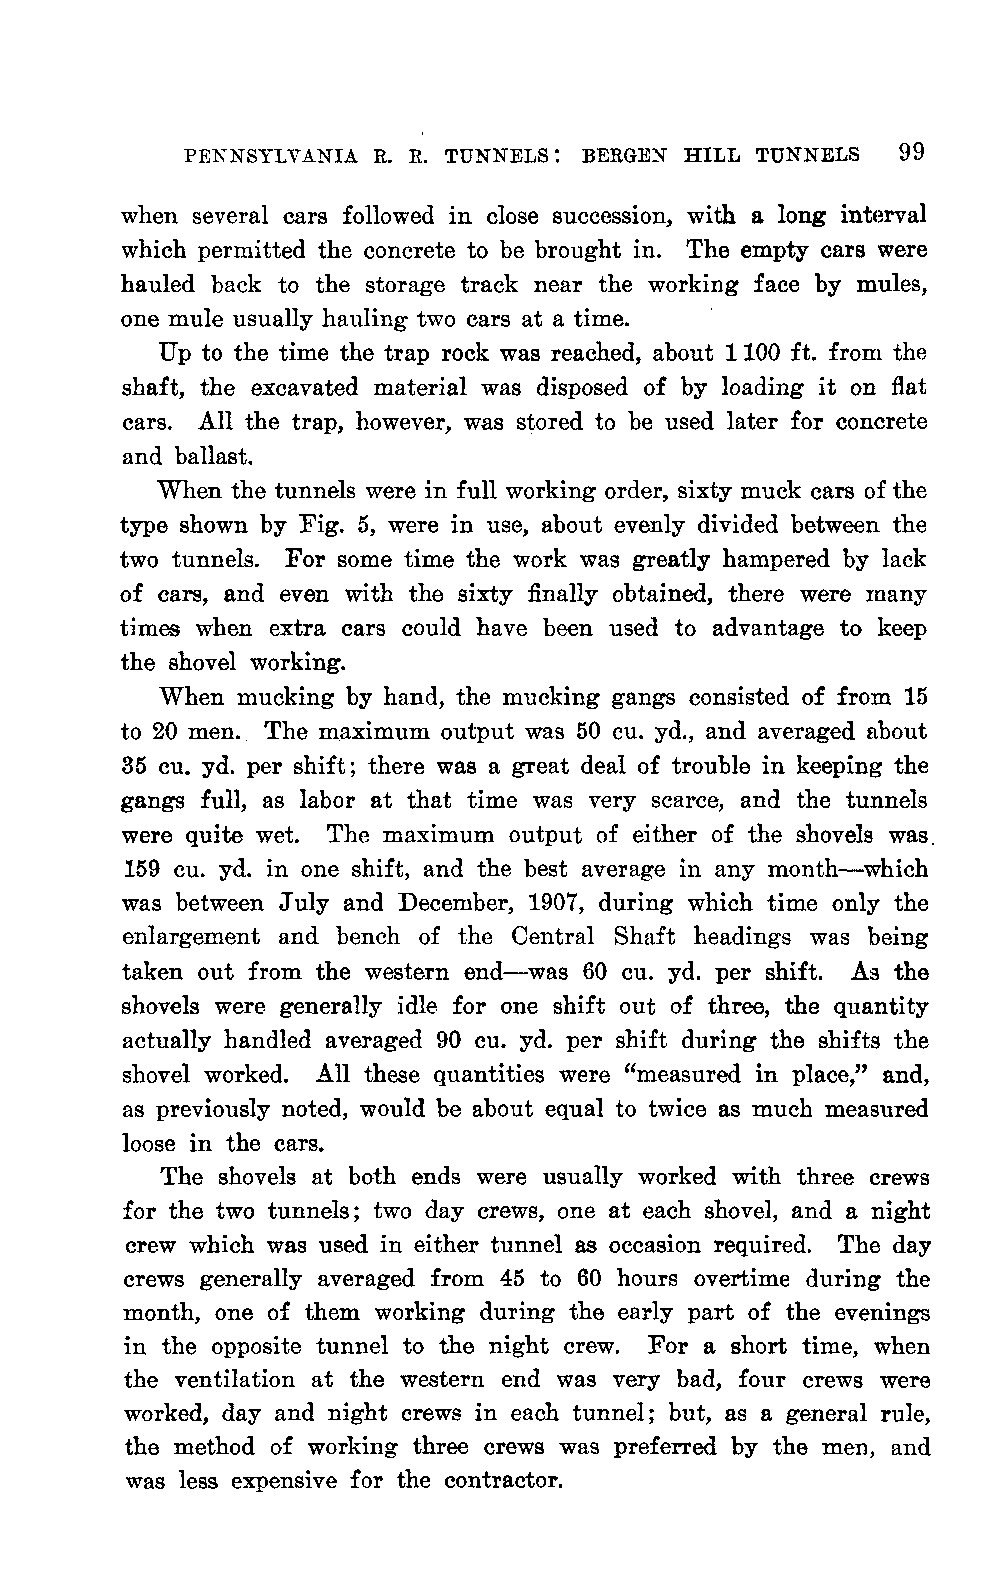 PENNSYLVANIA R. R. TUNNELS: BERGEN HILL TUNNELS 99
when several cars followed in close succession, with a long interval
which permitted the concrete to be brought in. The empty cars were
hauled back to the storage track near the working face by mules,
one mule usually hauling two cars at a time.
Up to the time the trap rock was reached, about 1 100 ft. from the
shaft, the excavated material was disposed of by loading it on flat
cars. All the trap, however, was stored to be used later for concrete
and ballast.
When the tunnels were in full working order, sixty muck cars of the
type shown by Fig. 5, were in use, about evenly divided between the
two tunnels. For some time the work was greatly hampered by lack
of cars, and even with the sixty finally obtained, there were many
times when extra cars could have been used to advantage to keep
the shovel working.
When mucking by hand, the mucking gangs consisted of from 15
to 20 men. The maximum output was 50 cu. yd., and averaged about
35 cu. yd. per shift; there was a great deal of trouble in keeping the
gangs full, as labor at that time was very scarce, and the tunnels
were quite wet. The maximum output of either of the shovels was
159 cu. yd. in one shift, and the best average in any month—which
was between July and December, 1907, during which time only the
enlargement and bench of the Central Shaft headings was being
taken out from the western end—was 60 cu. yd. per shift. As the
shovels were generally idle for one shift out of three, the quantity
actually handled averaged 90 cu. yd. per shift during the shifts the
shovel worked. All these quantities were “measured in place,” and,
as previously noted, would be about equal to twice as much measured
loose in the cars.
The shovels at both ends were usually worked with three crews
for the two tunnels; two day crews, one at each shovel, and a night
crew which was used in either tunnel as occasion required. The day
crews generally averaged from 45 to 60 hours overtime during the
month, one of them working during the early part of the evenings
in the opposite tunnel to the night crew. For a short time, when
the ventilation at the western end was very bad, four crews were
worked, day and night crews in each tunnel; but, as a general rule,
the method of working three crews was preferred by the men, and
was less expensive for the contractor.